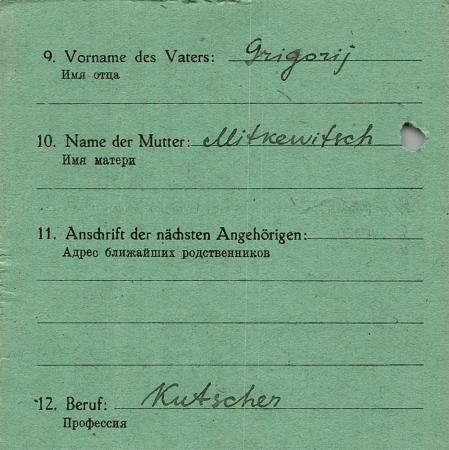 9. Vorname des Vaters: Grigorij
Имя отца
10. Name der Mutter: Mitkewitsch
Имя матери
11. Anschrift der nächsten Angehörigen:
Адрес ближайших родственников
12. Beruf: Kutscher
Профессия